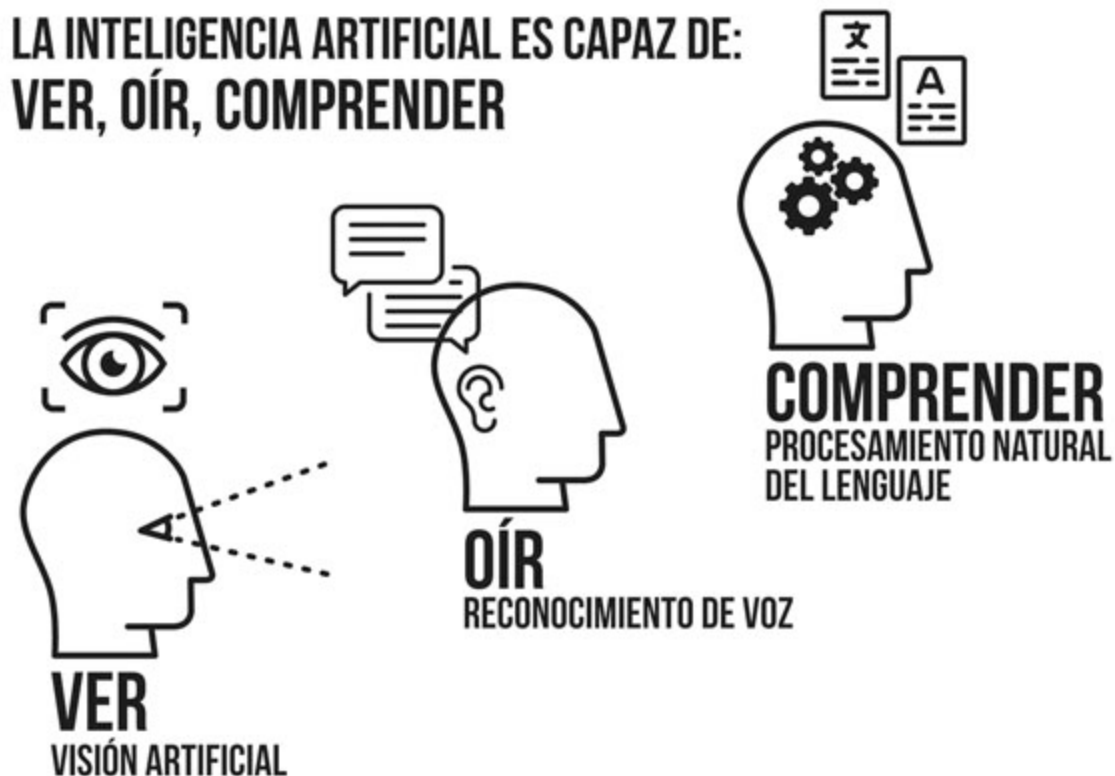 LA INTELIGENCIA ARTIFICIAL ES CAPAZ DE:
VER, OÍR, COMPRENDER
文
A
COMPRENDER
PROCESAMIENTO NATURAL
DEL LENGUAJE
OÍR
RECONOCIMIENTO DE VOZ
VER
VISIÓN ARTIFICIAL